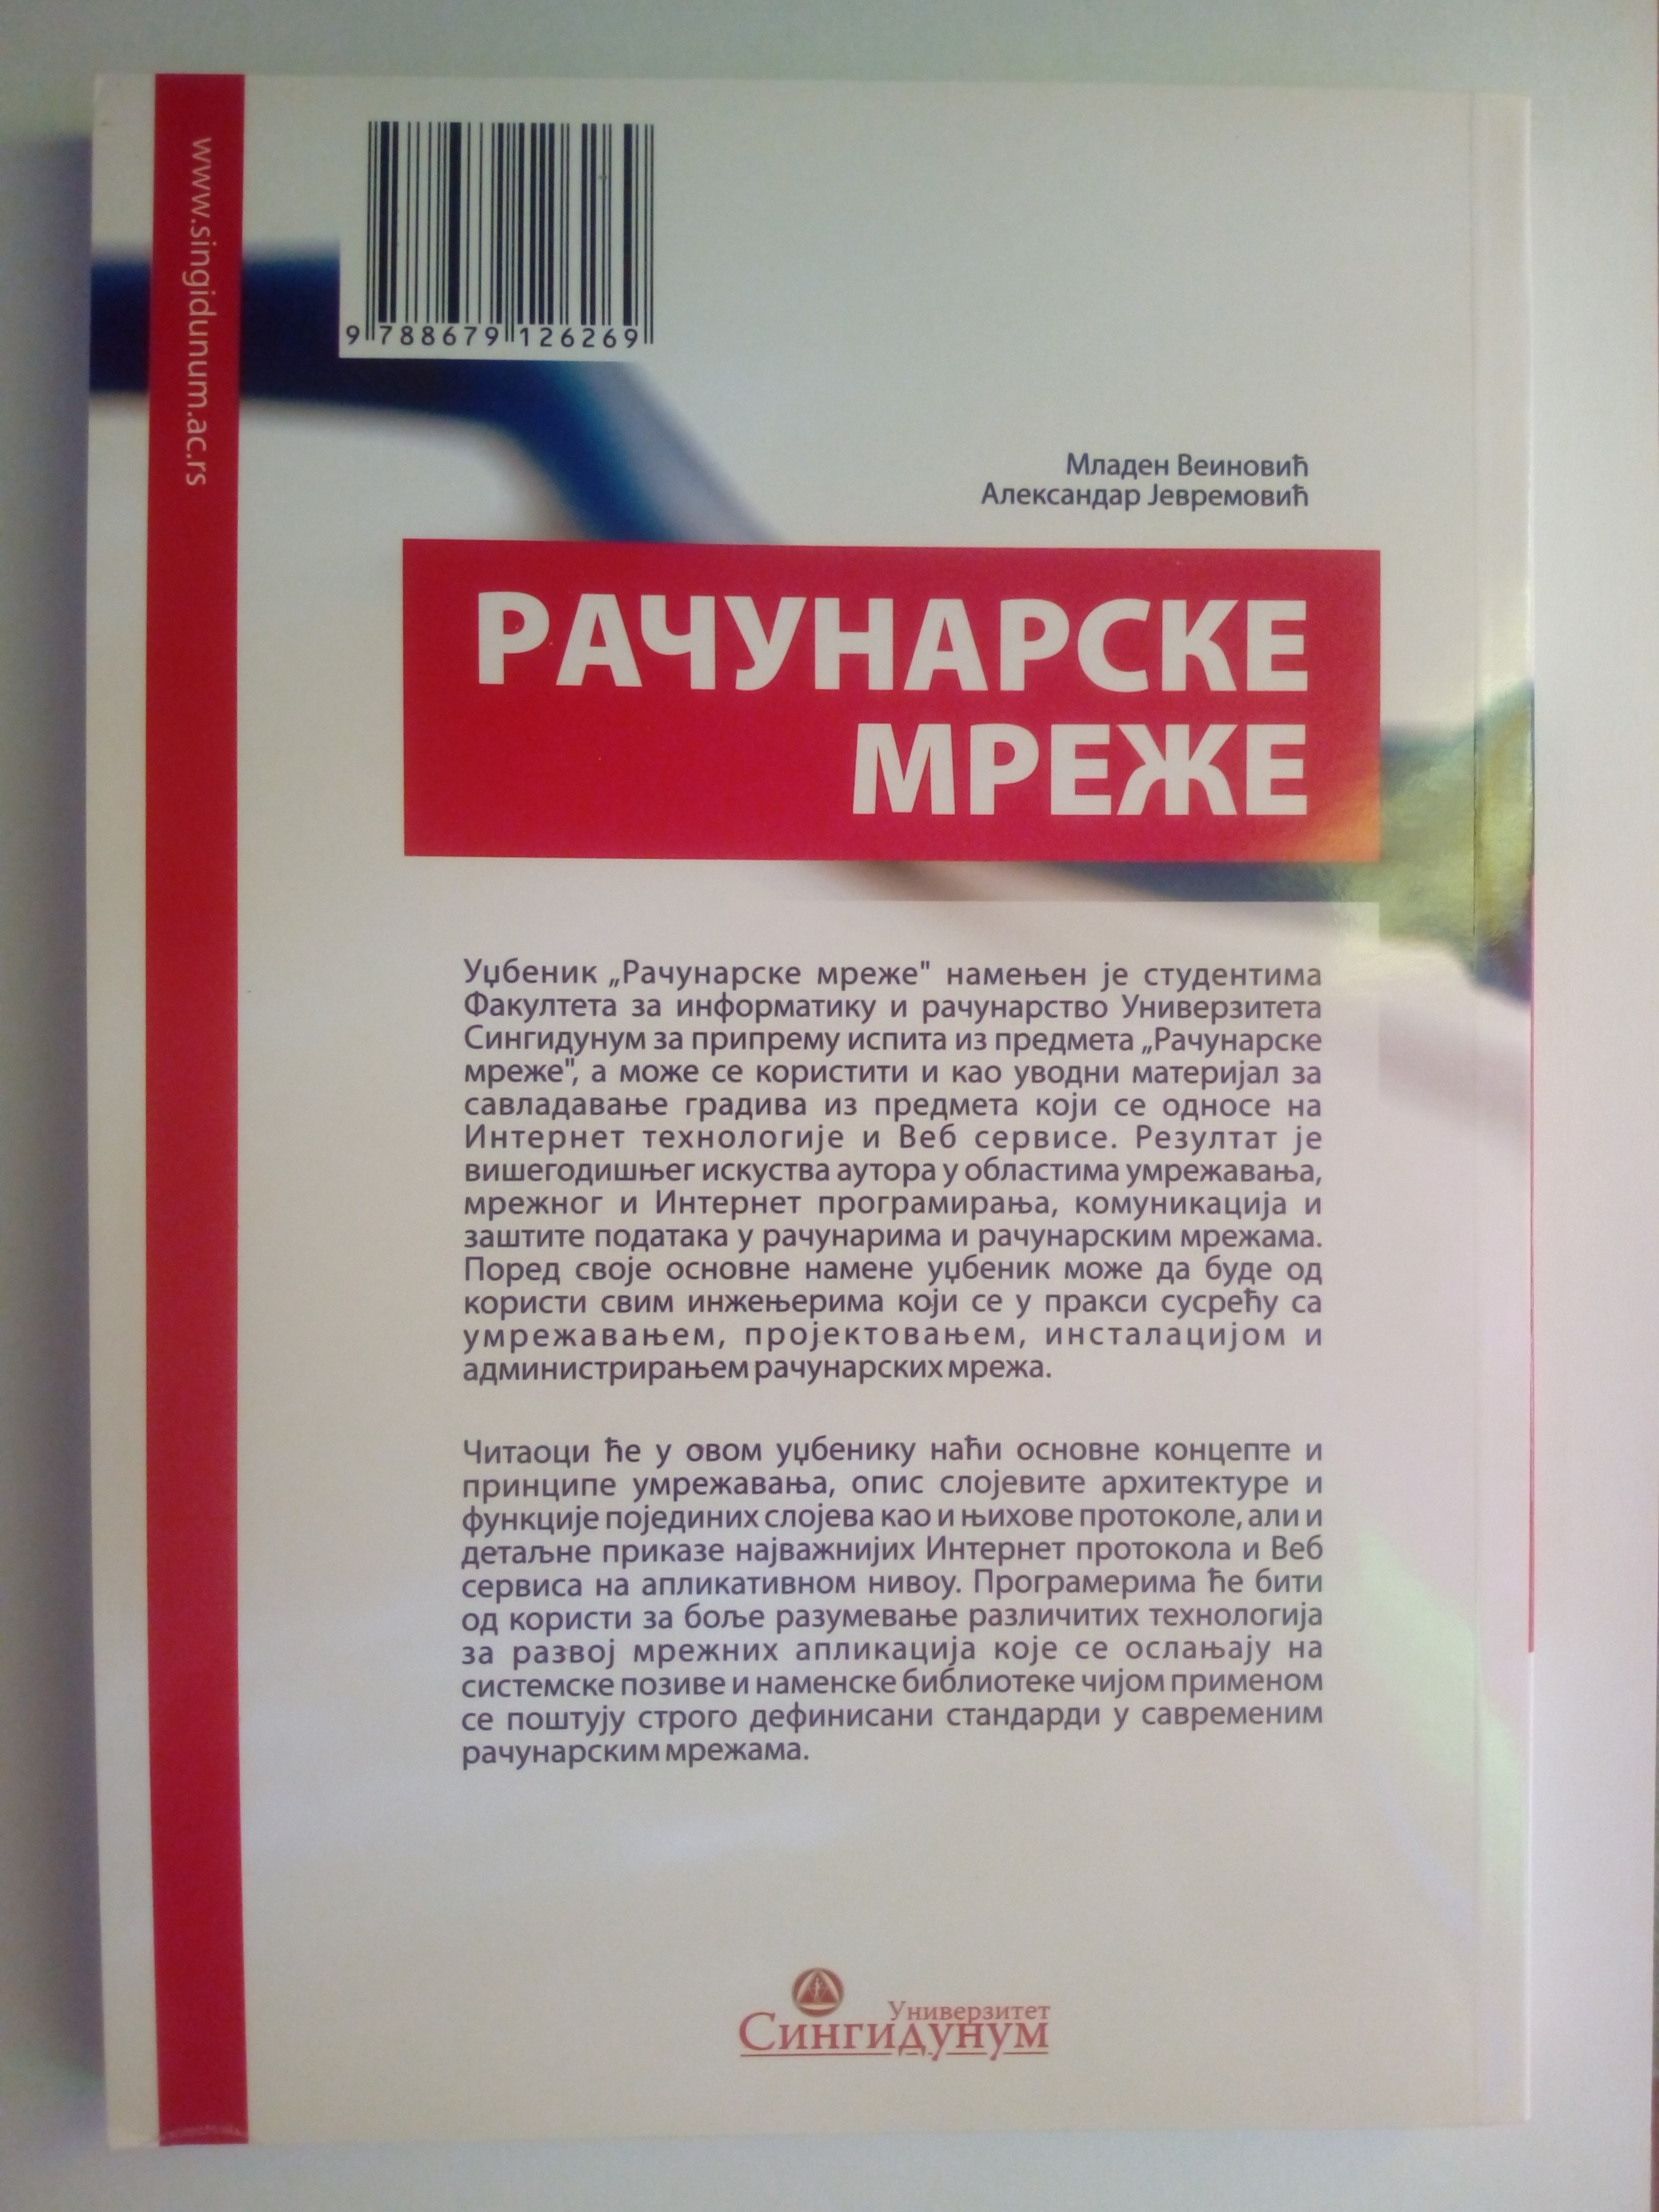 www.singidunum.ac.rs
9 788679 126269
Младен Веиновић
Александар Јевремовић
РАЧУНАРСКЕ
МРЕЖЕ
Уџбеник „Рачунарске мреже" намењен је студентима
Факултета за информатику и рачунарство Универзитета
Сингидунум за припрему испита из предмета „Рачунарске
мреже", а може се користити и као уводни материјал за
савладавање градива из предмета који се односе на
Интернет технологије и Веб сервисе. Резултат је
вишегодишњег искуства аутора у областима умрежавања,
мрежног и Интернет програмирања, комуникација и
заштите података у рачунарима и рачунарским мрежама.
Поред своје основне намене уџбеник може да буде од
користи свим инжењерима који се у пракси сусрећу са
умрежавањем, пројектовањем, инсталацијом и
администрирањем рачунарских мрежа.
Читаоци ће у овом уџбенику наћи основне концепте и
принципе умрежавања, опис слојевите архитектуре и
функције појединих слојева као и њихове протоколе, али и
детаљне приказе најважнијих Интернет протокола и Веб
сервиса на апликативном нивоу. Програмерима ће бити
од користи за боље разумевање различитих технологија
за развој мрежних апликација које се ослањају на
системске позиве и наменске библиотеке чијом применом
се поштују строго дефинисани стандарди у савременим
рачунарским мрежама.
Универзитет
Сингидунум